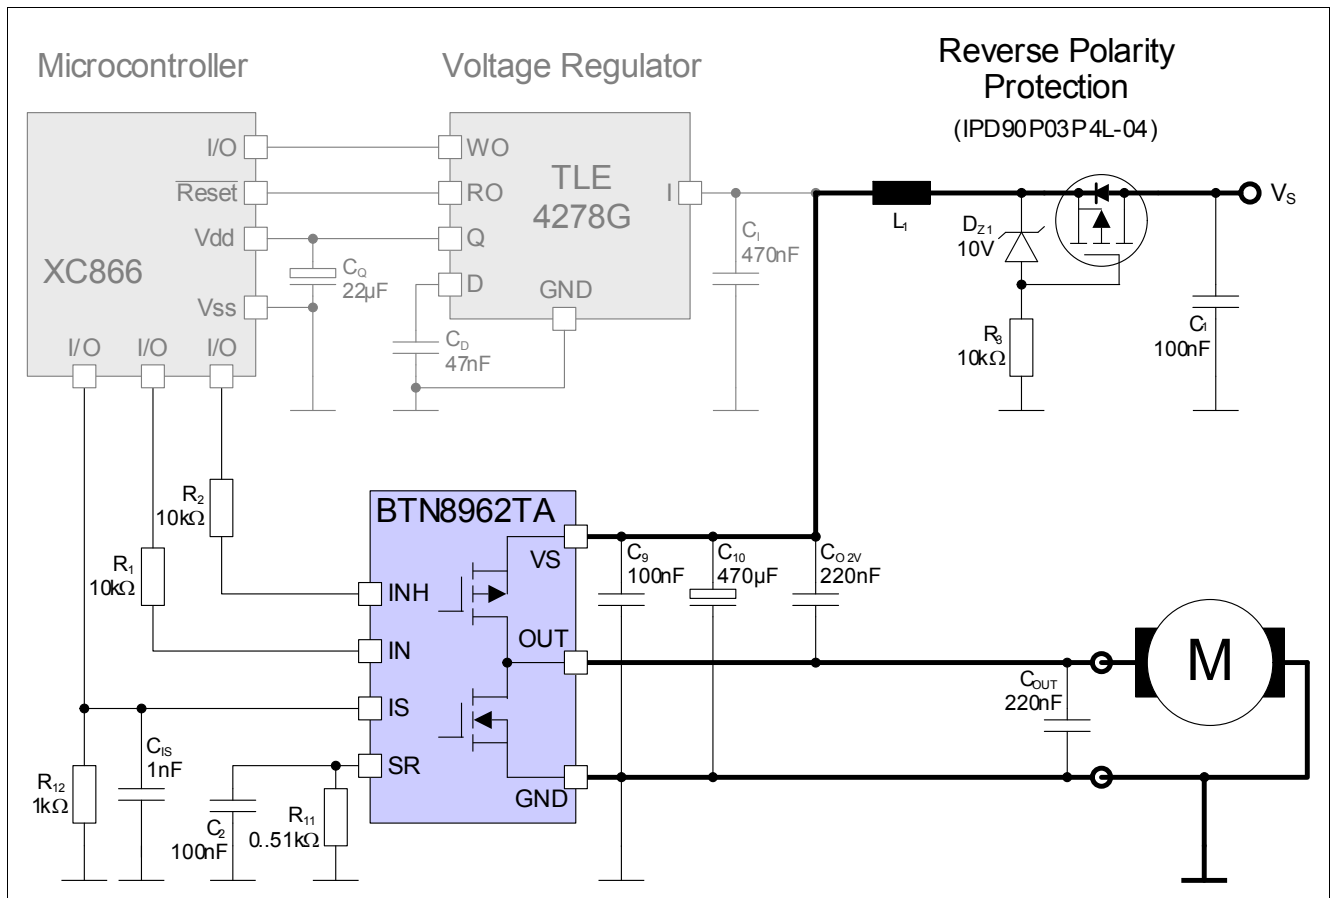 Microcontroller
Voltage Regulator
Reverse Polarity
Protection
(IPD90P03P4L-04)
I/O
WO
TLE
4278G
Reset
RO
I
Vdd
Q
XC866
Vss
D
GND
I/O
I/O
I/O
CQ
22µF
CD
47nF
CI
470nF
L1
DZ1
10V
VS
R3
10kΩ
C1
100nF
R2
10kΩ
R1
10kΩ
BTN8962TA
VS
INH
OUT
IN
IS
SR
GND
C9
100nF
C10
470µF
CO2V
220nF
COUT
220nF
M
CIS
1nF
R12
1kΩ
C2
100nF
R11
0..51kΩ